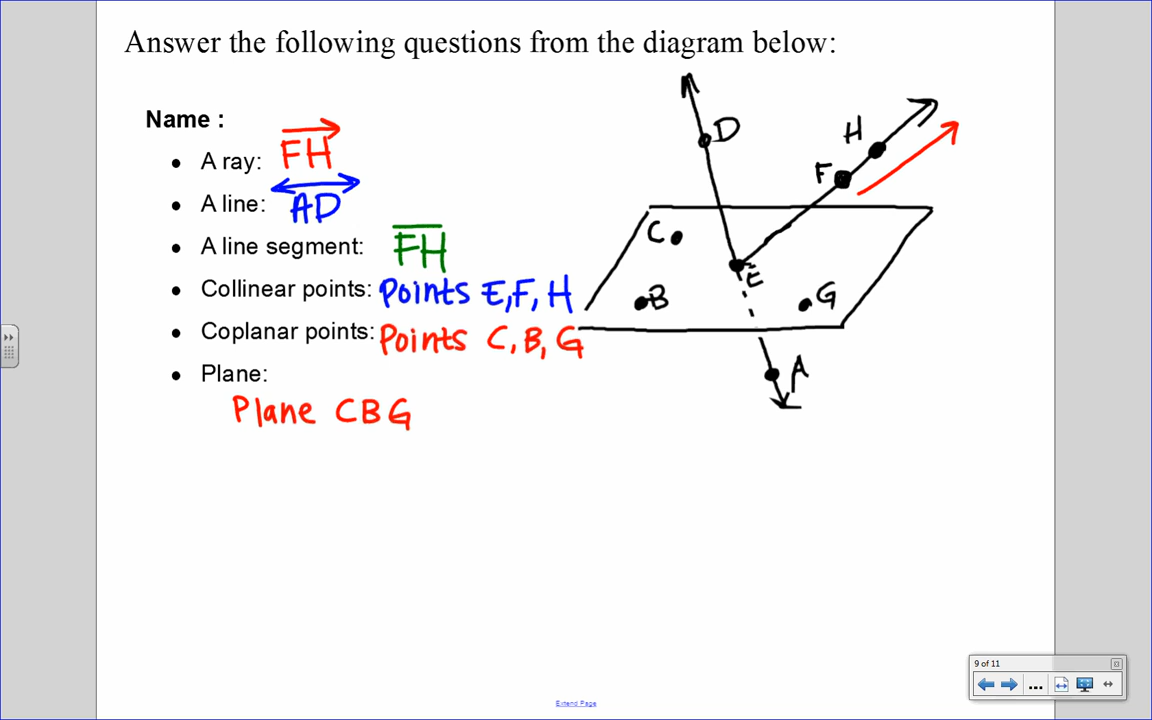 Answer the following questions from the diagram below:
Name :
• A ray: FH
• A line: AD
• A line segment: FH
• Collinear points: Points E, F, H
• Coplanar points: Points C, B, G
• Plane:
Plane CBG
D
H
F
C
E
B
G
A
9 of 11
...
Extend Page